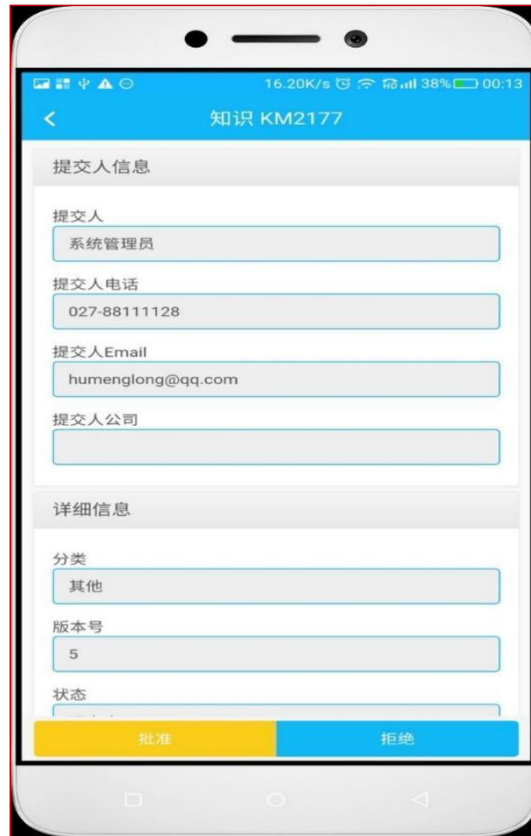 16.20K/s 38% 00:13
知识 KM2177
提交人信息
提交人
系统管理员
提交人电话
027-88111128
提交人Email
humenglong@qq.com
提交人公司
详细信息
分类
其他
版本号
5
状态
批准 拒绝